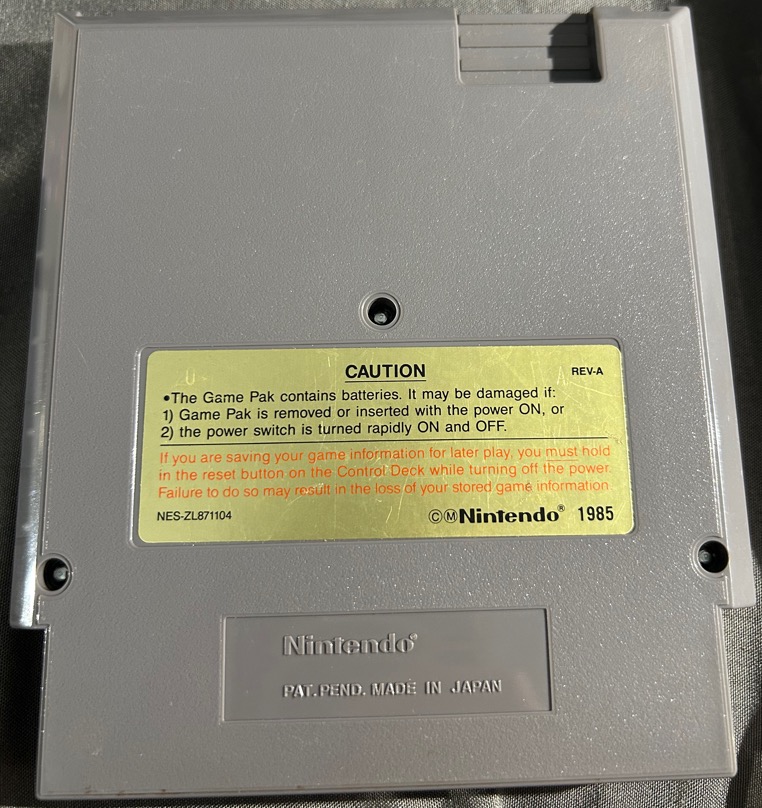 CAUTION
REV-A
•The Game Pak contains batteries. It may be damaged if:
1) Game Pak is removed or inserted with the power ON, or
2) the power switch is turned rapidly ON and OFF.
If you are saving your game information for later play, you must hold
in the reset button on the Control Deck while turning off the power.
Failure to do so may result in the loss of your stored game information.
NES-ZL871104
ⒸⓂNintendo® 1985
Nintendo®
PAT.PEND. MADE IN JAPAN